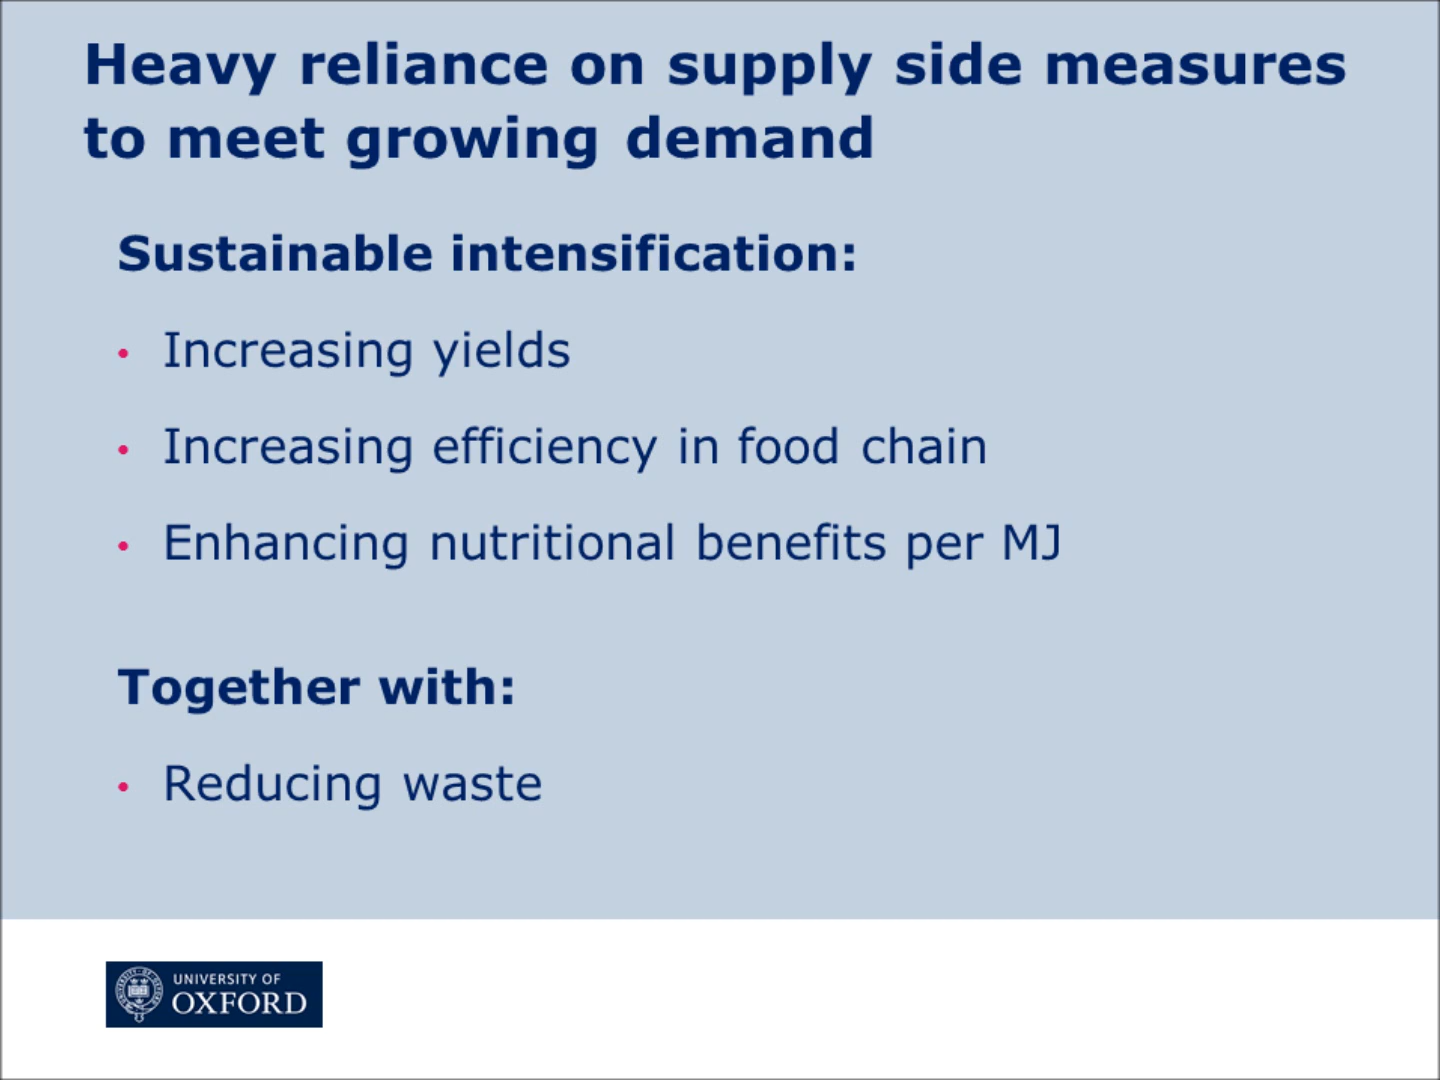 Heavy reliance on supply side measures
to meet growing demand
Sustainable intensification:
• Increasing yields
• Increasing efficiency in food chain
• Enhancing nutritional benefits per MJ
Together with:
• Reducing waste
UNIVERSITY OF
OXFORD